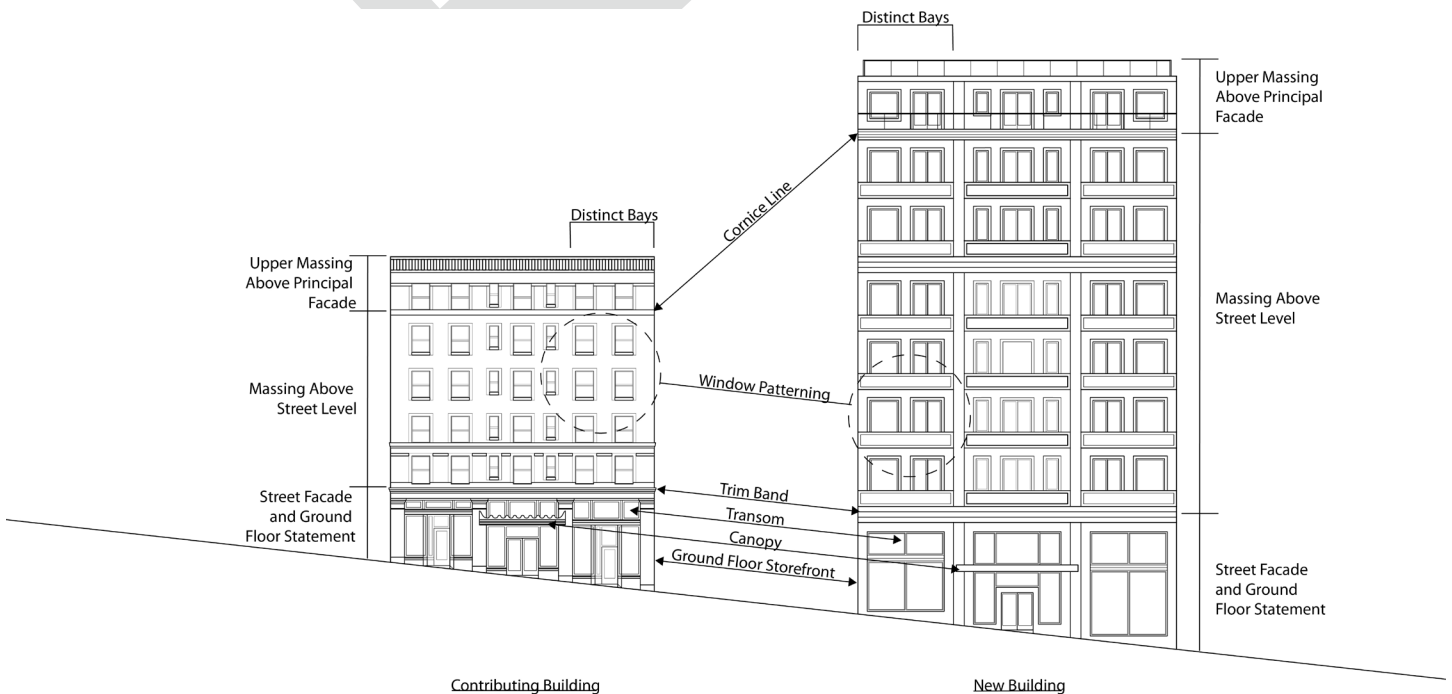 Distinct Bays
Upper Massing
Above Principal
Facade
Cornice Line
Distinct Bays
Upper Massing
Above Principal
Facade
Massing Above
Street Level
Window Patterning
Massing Above
Street Level
Street Facade
and Ground
Floor Statement
Trim Band
Transom
Canopy
Ground Floor Storefront
Street Facade
and Ground
Floor Statement
Contributing Building
New Building